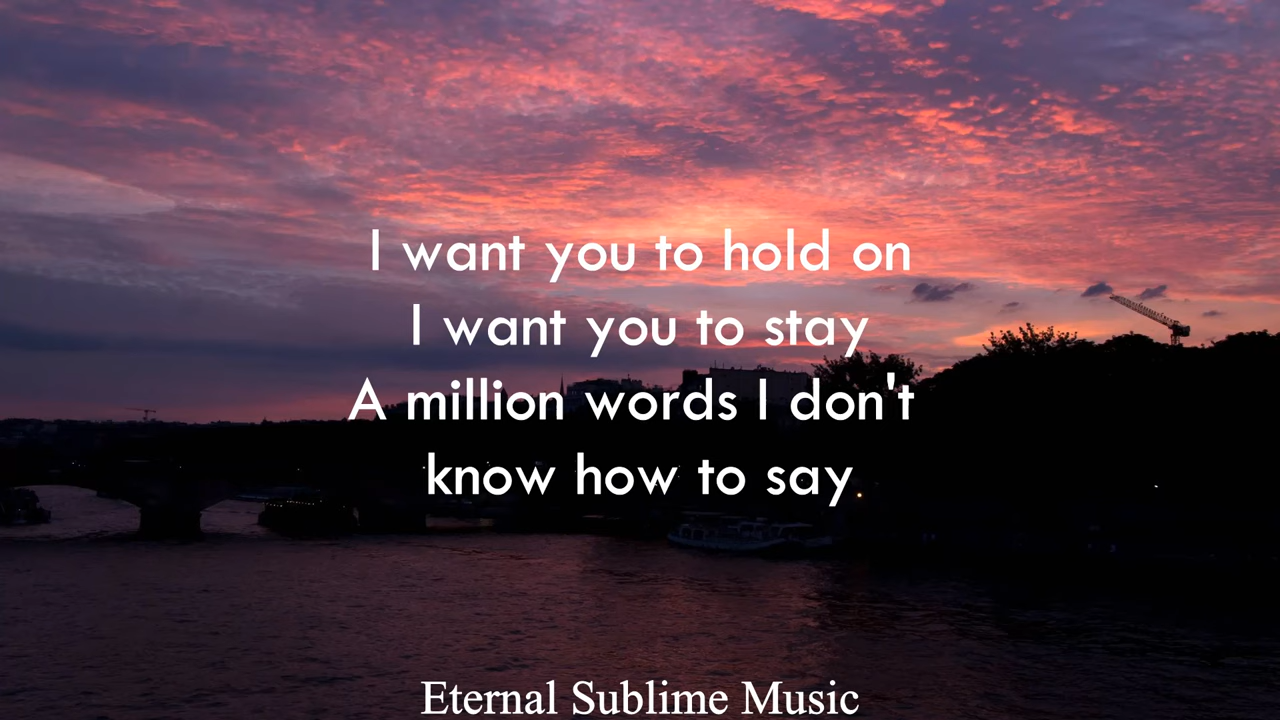 I want you to hold on
I want you to stay
A million words I don't
know how to say
Eternal Sublime Music